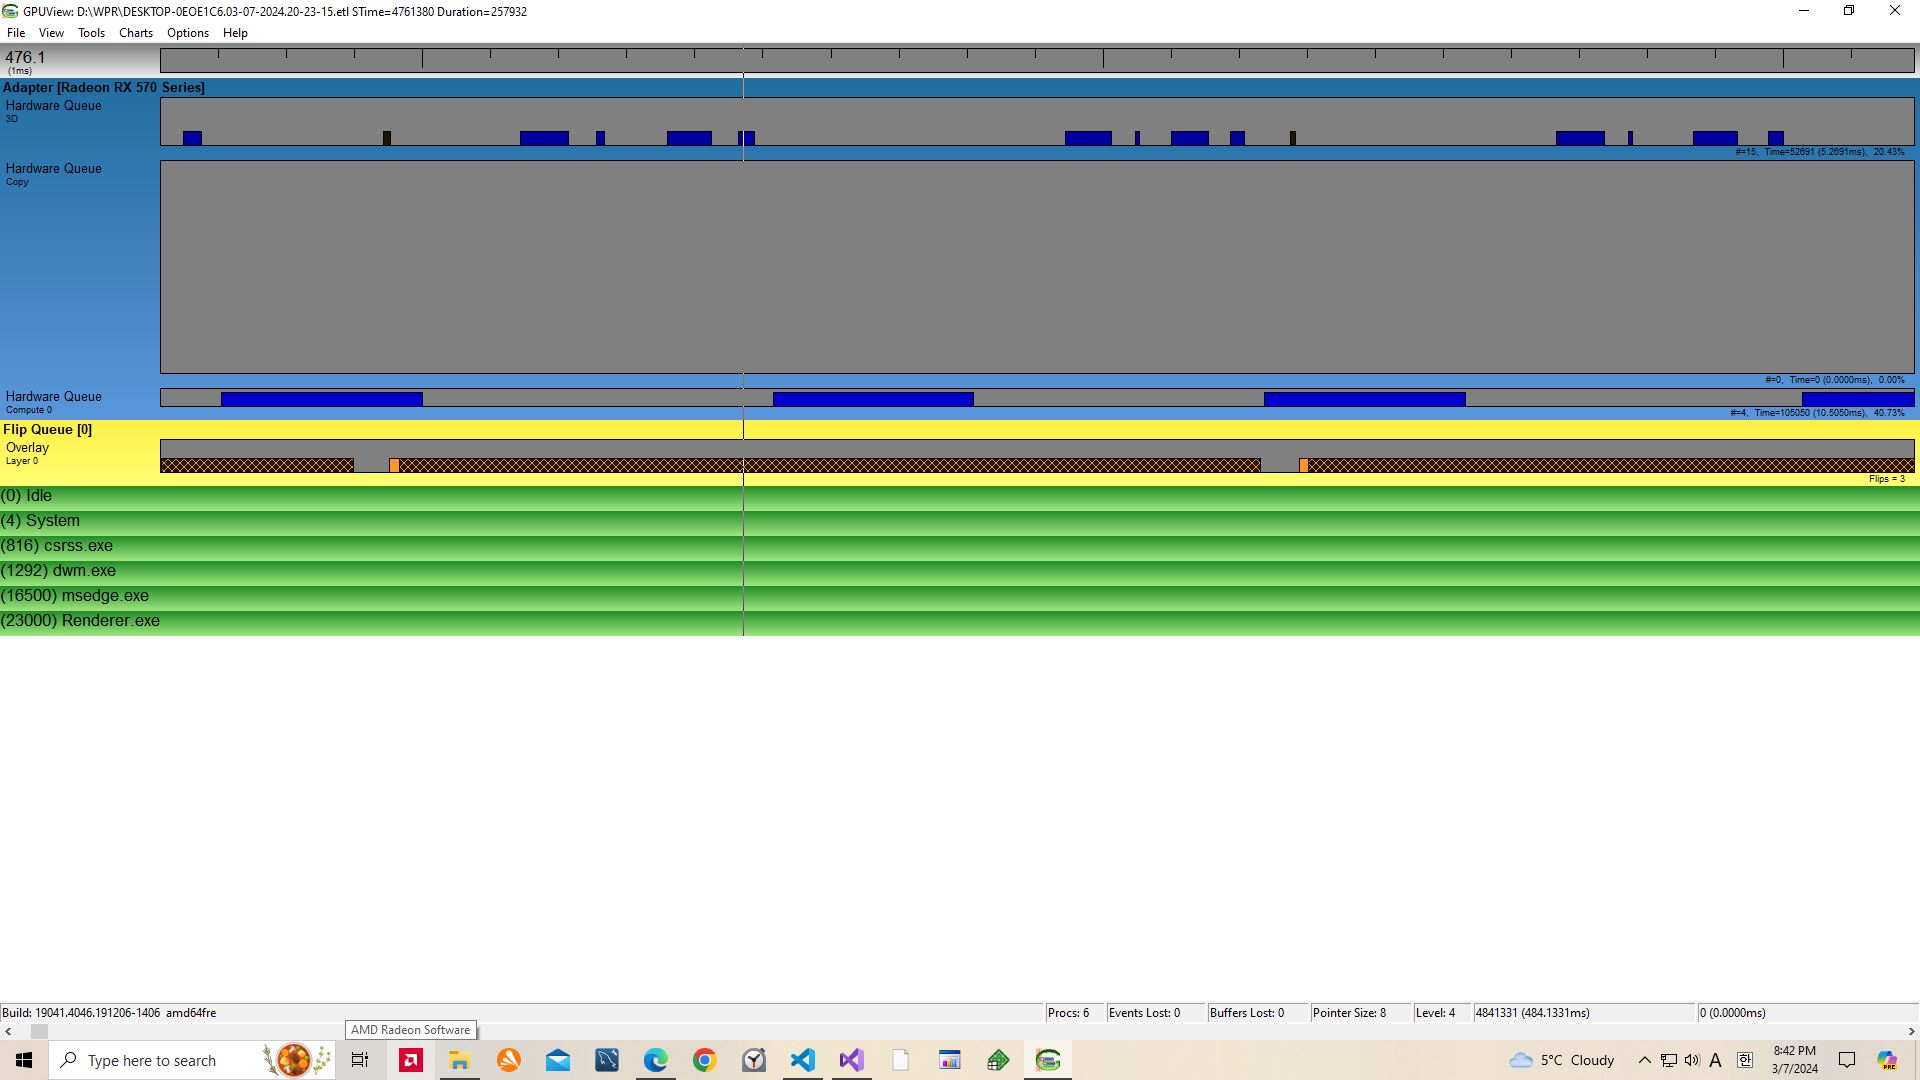 GPUView: D:\WPR\DESKTOP-0EOE1C6.03-07-2024.20-23-15.etl STime=4761380 Duration=257932
File View Tools Charts Options Help
476.1
(1ms)
Adapter [Radeon RX 570 Series]
Hardware Queue
3D
#=15, Time=52691 (5.2691ms), 20.43%
Hardware Queue
Copy
#=0, Time=0 (0.0000ms), 0.00%
Hardware Queue
Compute 0
#=4, Time=105050 (10.5050ms), 40.73%
Flip Queue [0]
Overlay
Layer 0
Flips = 3
(0) Idle
(4) System
(816) csrss.exe
(1292) dwm.exe
(16500) msedge.exe
(23000) Renderer.exe
Build: 19041.4046.191206-1406 amd64fre Procs: 6 Events Lost: 0 Buffers Lost: 0 Pointer Size: 8 Level: 4 4841331 (484.1331ms) 0 (0.0000ms)
AMD Radeon Software
Type here to search
5°C Cloudy
A
한
8:42 PM
3/7/2024
PRE